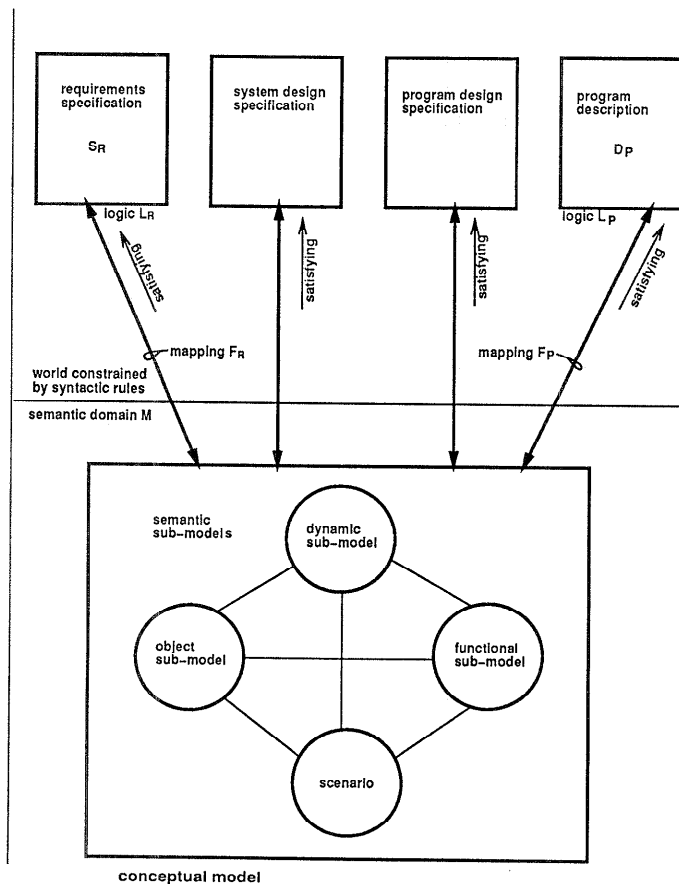 requirements
specification
SR
system design
specification
program design
specification
program
description
DP
logic LR
logic LP
satisfying
satisfying
satisfying
satisfying
mapping FR
mapping FP
world constrained
by syntactic rules
semantic domain M
semantic
sub-models
dynamic
sub-model
object
sub-model
functional
sub-model
scenario
conceptual model